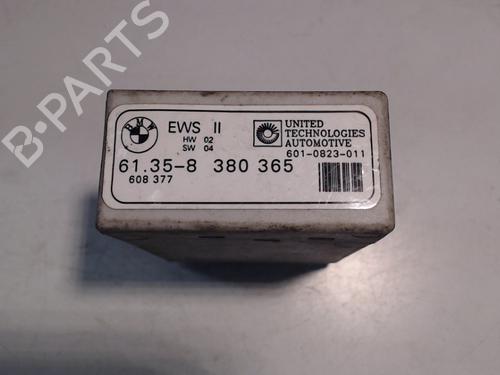 BMW
EWS II
HW 02
SW 04
UNITED
TECHNOLOGIES
AUTOMOTIVE
601-0823-011
61.35-8 380 365
608 377